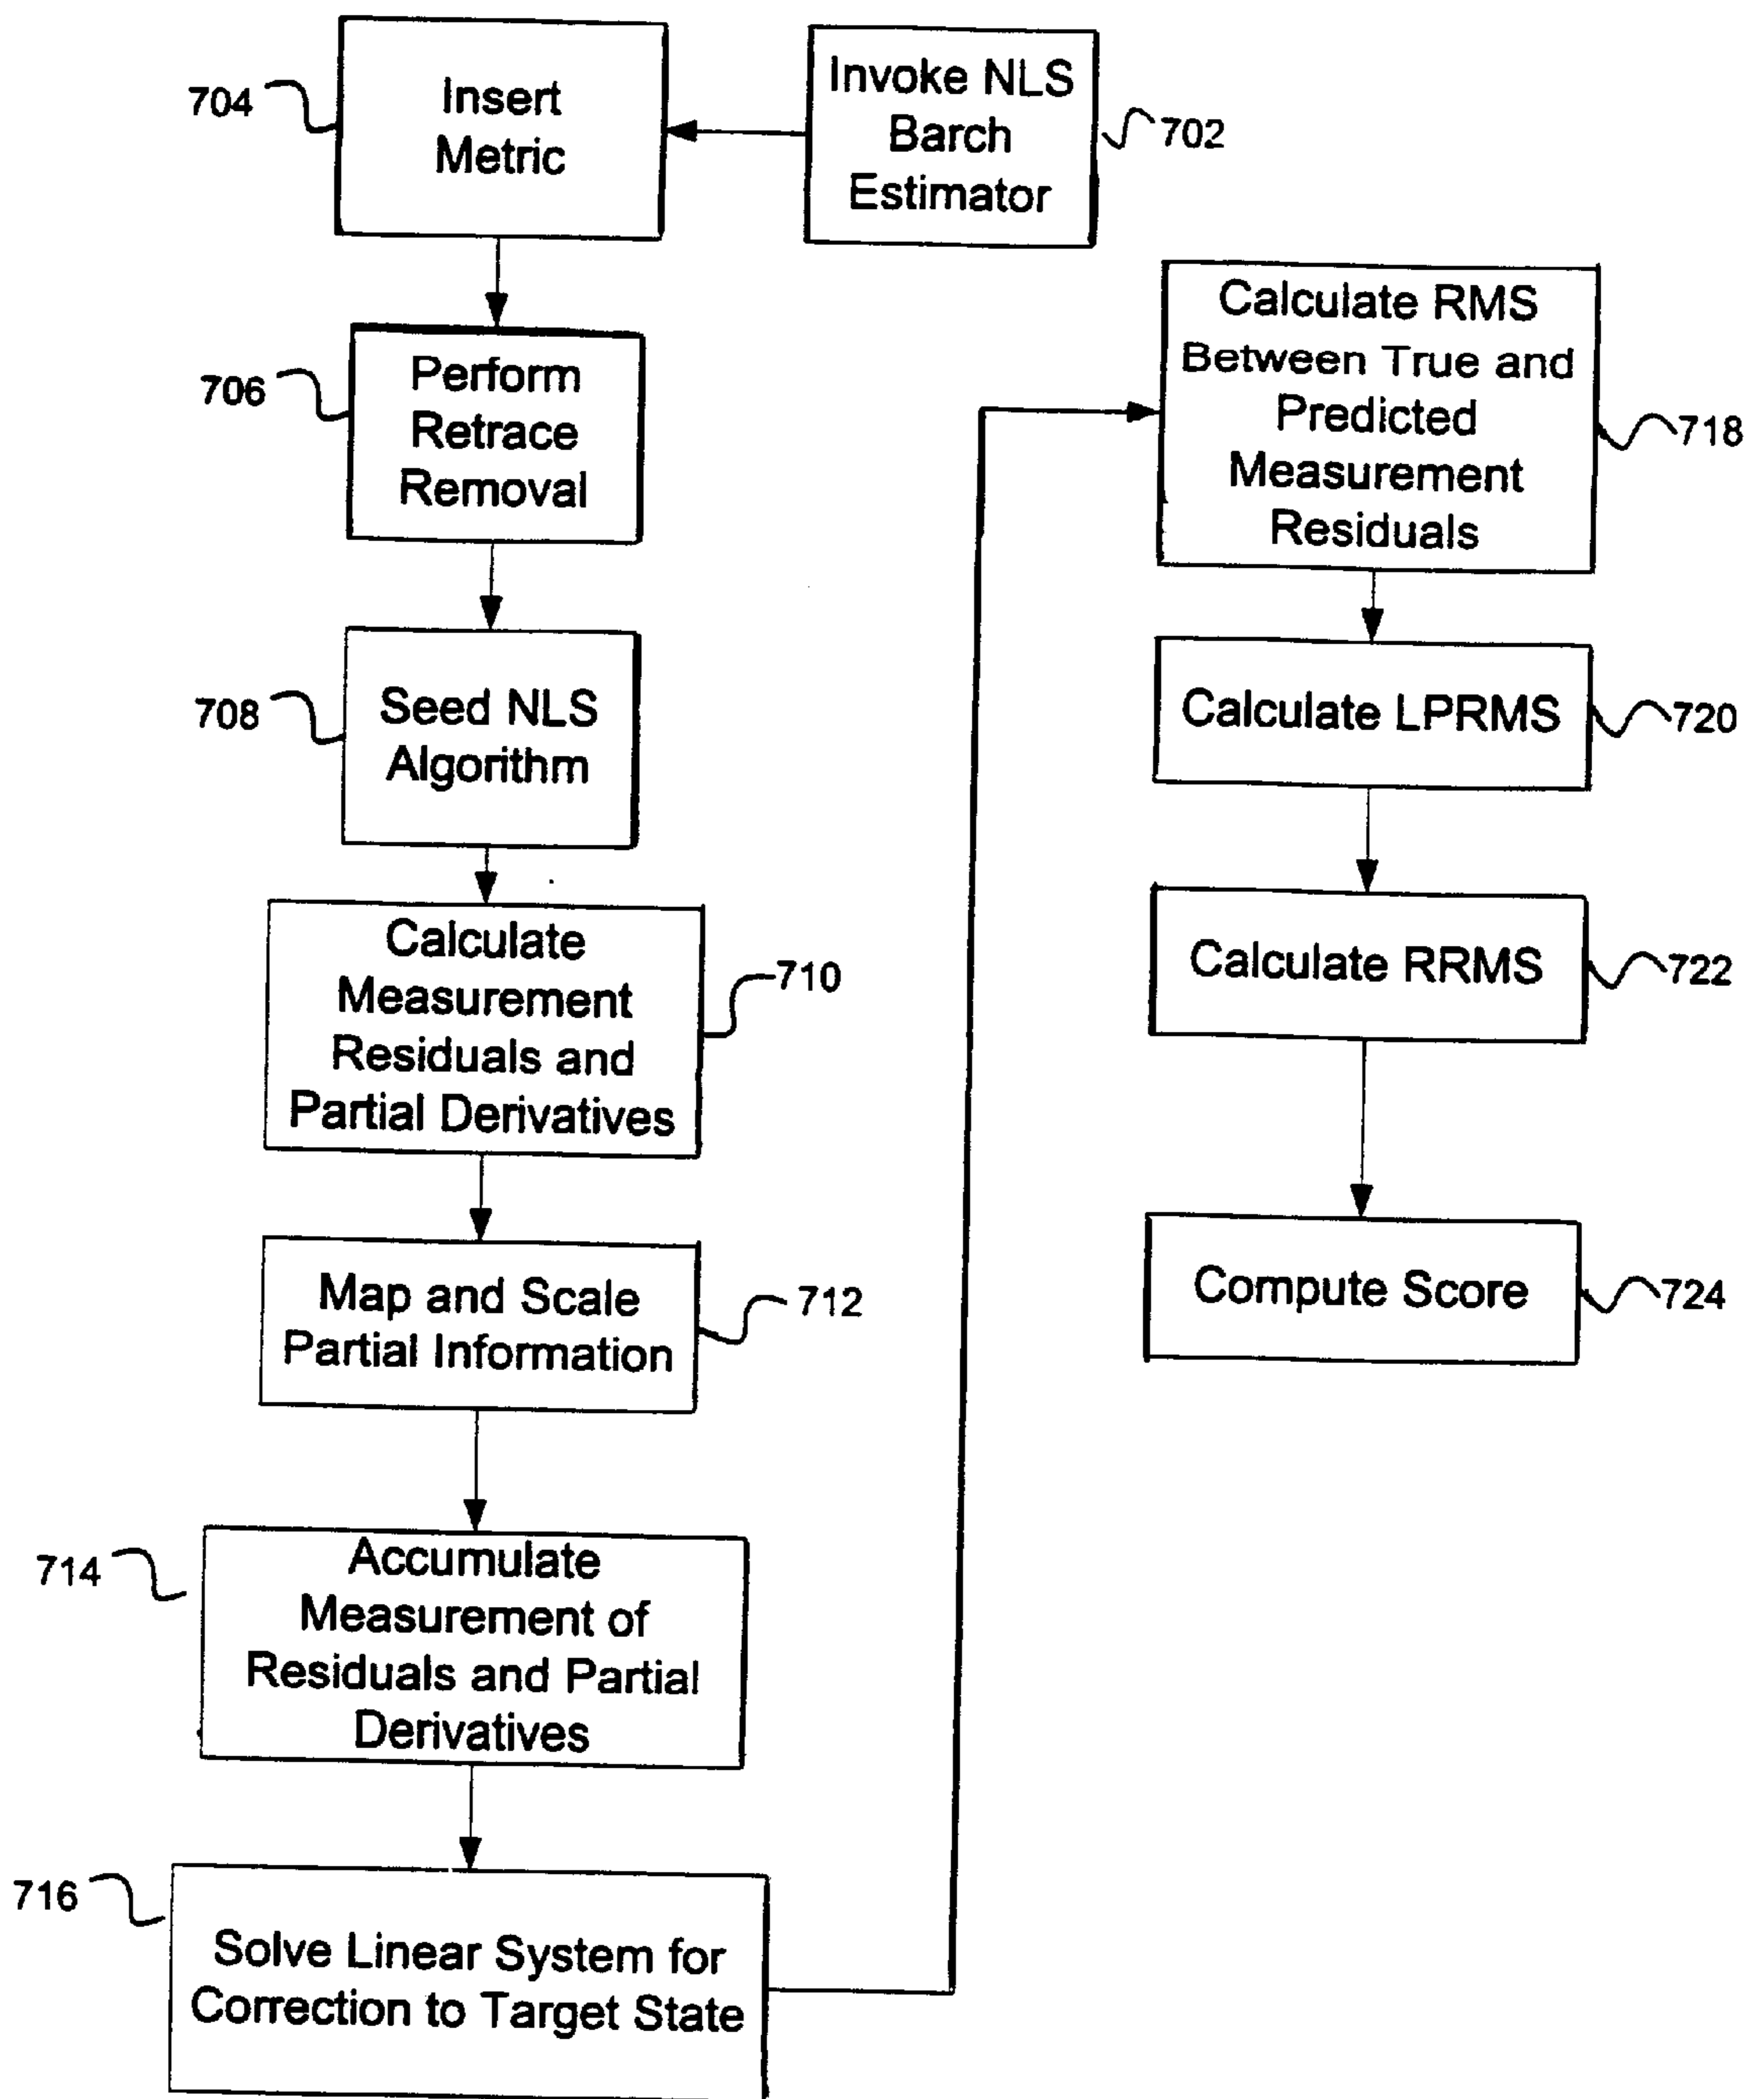 Invoke NLS
Barch
Estimator
702
704
Insert
Metric
706
Perform
Retrace
Removal
708
Seed NLS
Algorithm
Calculate
Measurement
Residuals and
Partial Derivatives
710
Map and Scale
Partial Information
712
714
Accumulate
Measurement of
Residuals and Partial
Derivatives
716
Solve Linear System for
Correction to Target State
Calculate RMS
Between True and
Predicted
Measurement
Residuals
718
Calculate LPRMS
720
Calculate RRMS
722
Compute Score
724